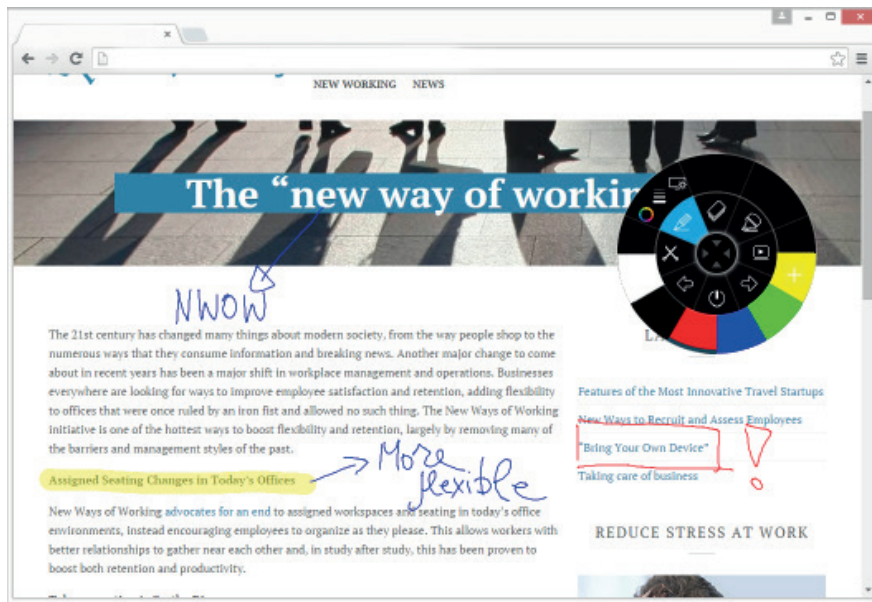 NEW WORKING NEWS
The “new way of workin
NWOW
The 21st century has changed many things about modern society, from the way people shop to the
numerous ways that they consume information and breaking news. Another major change to come
about in recent years has been a major shift in workplace management and operations. Businesses
everywhere are looking for ways to improve employee satisfaction and retention, adding flexibility
to offices that were once ruled by an iron fist and allowed no such thing. The New Ways of Working
initiative is one of the hottest ways to boost flexibility and retention, largely by removing many of
the barriers and management styles of the past.
Assigned Seating Changes in Today's Offices
More
flexible
New Ways of Working advocates for an end to assigned workspaces and seating in today's office
environments, instead encouraging employees to organize as they please. This allows workers with
better relationships to gather near each other and, in study after study, this has been proven to
boost both retention and productivity.
LA
Features of the Most Innovative Travel Startups
New Ways to Recruit and Assess Employees
"Bring Your Own Device"
!
Taking care of business
REDUCE STRESS AT WORK